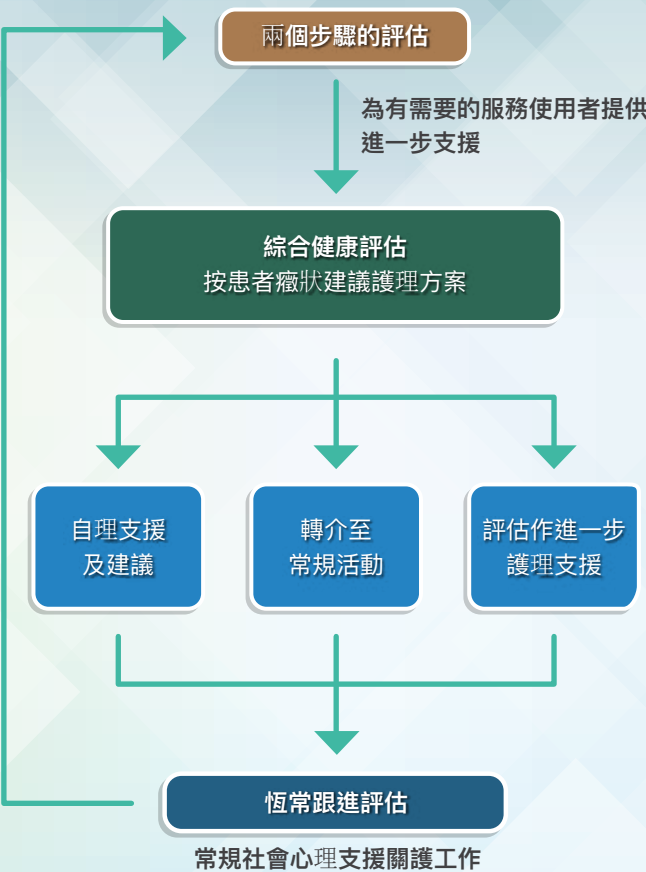 兩個步驟的評估
為有需要的服務使用者提供
進一步支援
綜合健康評估
按患者癥狀建議護理方案
自理支援
及建議
轉介至
常規活動
評估作進一步
護理支援
恆常跟進評估
常規社會心理支援關護工作